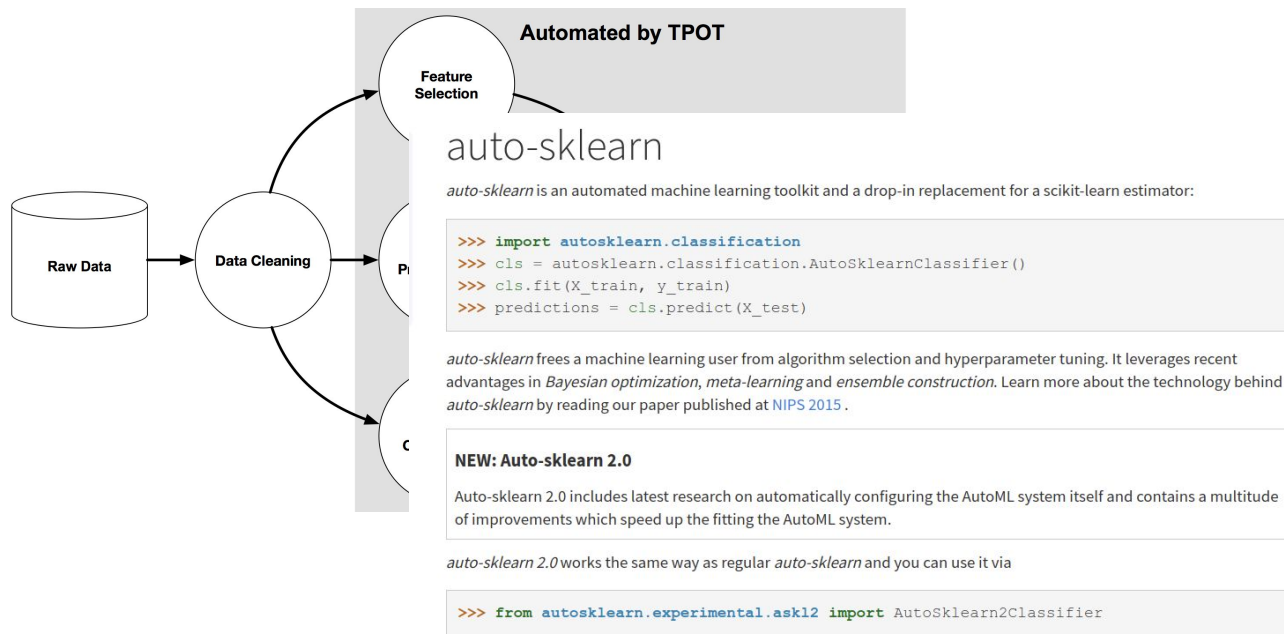 Automated by TPOT
Feature
Selection
Raw Data
Data Cleaning
auto-sklearn
auto-sklearn is an automated machine learning toolkit and a drop-in replacement for a scikit-learn estimator:
>>> import autosklearn.classification
>>> cls = autosklearn.classification.AutoSklearnClassifier()
>>> cls.fit(X_train, y_train)
>>> predictions = cls.predict(X_test)
auto-sklearn frees a machine learning user from algorithm selection and hyperparameter tuning. It leverages recent
advantages in Bayesian optimization, meta-learning and ensemble construction. Learn more about the technology behind
auto-sklearn by reading our paper published at NIPS 2015 .
NEW: Auto-sklearn 2.0
Auto-sklearn 2.0 includes latest research on automatically configuring the AutoML system itself and contains a multitude
of improvements which speed up the fitting the AutoML system.
auto-sklearn 2.0 works the same way as regular auto-sklearn and you can use it via
>>> from autosklearn.experimental.askl2 import AutoSklearn2Classifier